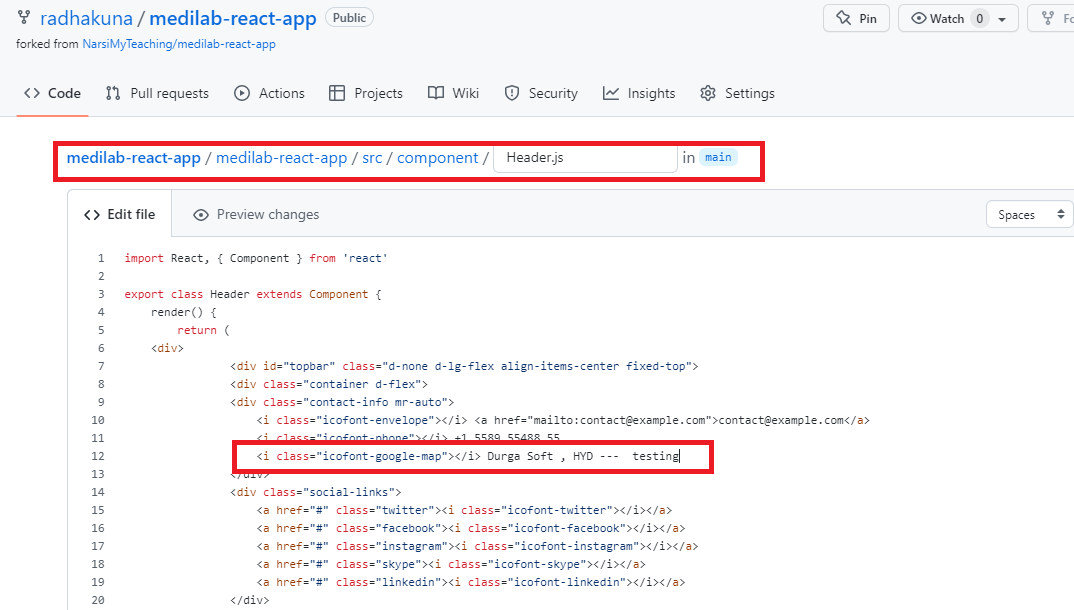 radhakuna / medilab-react-app Public Pin Watch 0
forked from NarsiMyTeaching/medilab-react-app
Code Pull requests Actions Projects Wiki Security Insights Settings
medilab-react-app / medilab-react-app / src / component / Header.js in main
Edit file Preview changes Spaces
1 import React, { Component } from 'react'
2
3 export class Header extends Component {
4 render() {
5 return (
6 <div>
7 <div id="topbar" class="d-none d-lg-flex align-items-center fixed-top">
8 <div class="container d-flex">
9 <div class="contact-info mr-auto">
10 <i class="icofont-envelope"></i> <a href="mailto:contact@example.com">contact@example.com</a>
11 <i class="icofont-phone"></i> +1 5589 55488 55
12 <i class="icofont-google-map"></i> Durga Soft , HYD --- testing
13 </div>
14 <div class="social-links">
15 <a href="#" class="twitter"><i class="icofont-twitter"></i></a>
16 <a href="#" class="facebook"><i class="icofont-facebook"></i></a>
17 <a href="#" class="instagram"><i class="icofont-instagram"></i></a>
18 <a href="#" class="skype"><i class="icofont-skype"></i></a>
19 <a href="#" class="linkedin"><i class="icofont-linkedin"></i></a>
20 </div>